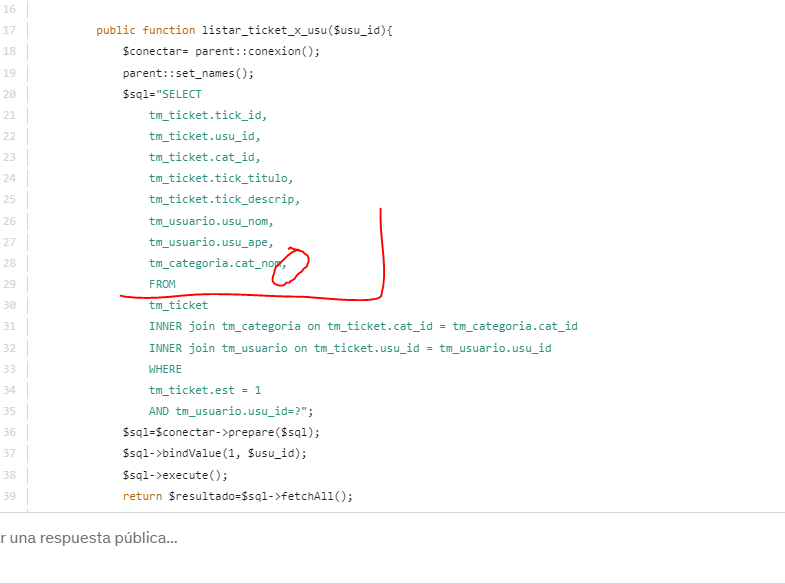 16
17 public function listar_ticket_x_usu($usu_id){
18 $conectar= parent::conexion();
19 parent::set_names();
20 $sql="SELECT
21 tm_ticket.tick_id,
22 tm_ticket.usu_id,
23 tm_ticket.cat_id,
24 tm_ticket.tick_titulo,
25 tm_ticket.tick_descrip,
26 tm_usuario.usu_nom,
27 tm_usuario.usu_ape,
28 tm_categoria.cat_nom,
29 FROM
30 tm_ticket
31 INNER join tm_categoria on tm_ticket.cat_id = tm_categoria.cat_id
32 INNER join tm_usuario on tm_ticket.usu_id = tm_usuario.usu_id
33 WHERE
34 tm_ticket.est = 1
35 AND tm_usuario.usu_id=?";
36 $sql=$conectar->prepare($sql);
37 $sql->bindValue(1, $usu_id);
38 $sql->execute();
39 return $resultado=$sql->fetchAll();
r una respuesta pública...